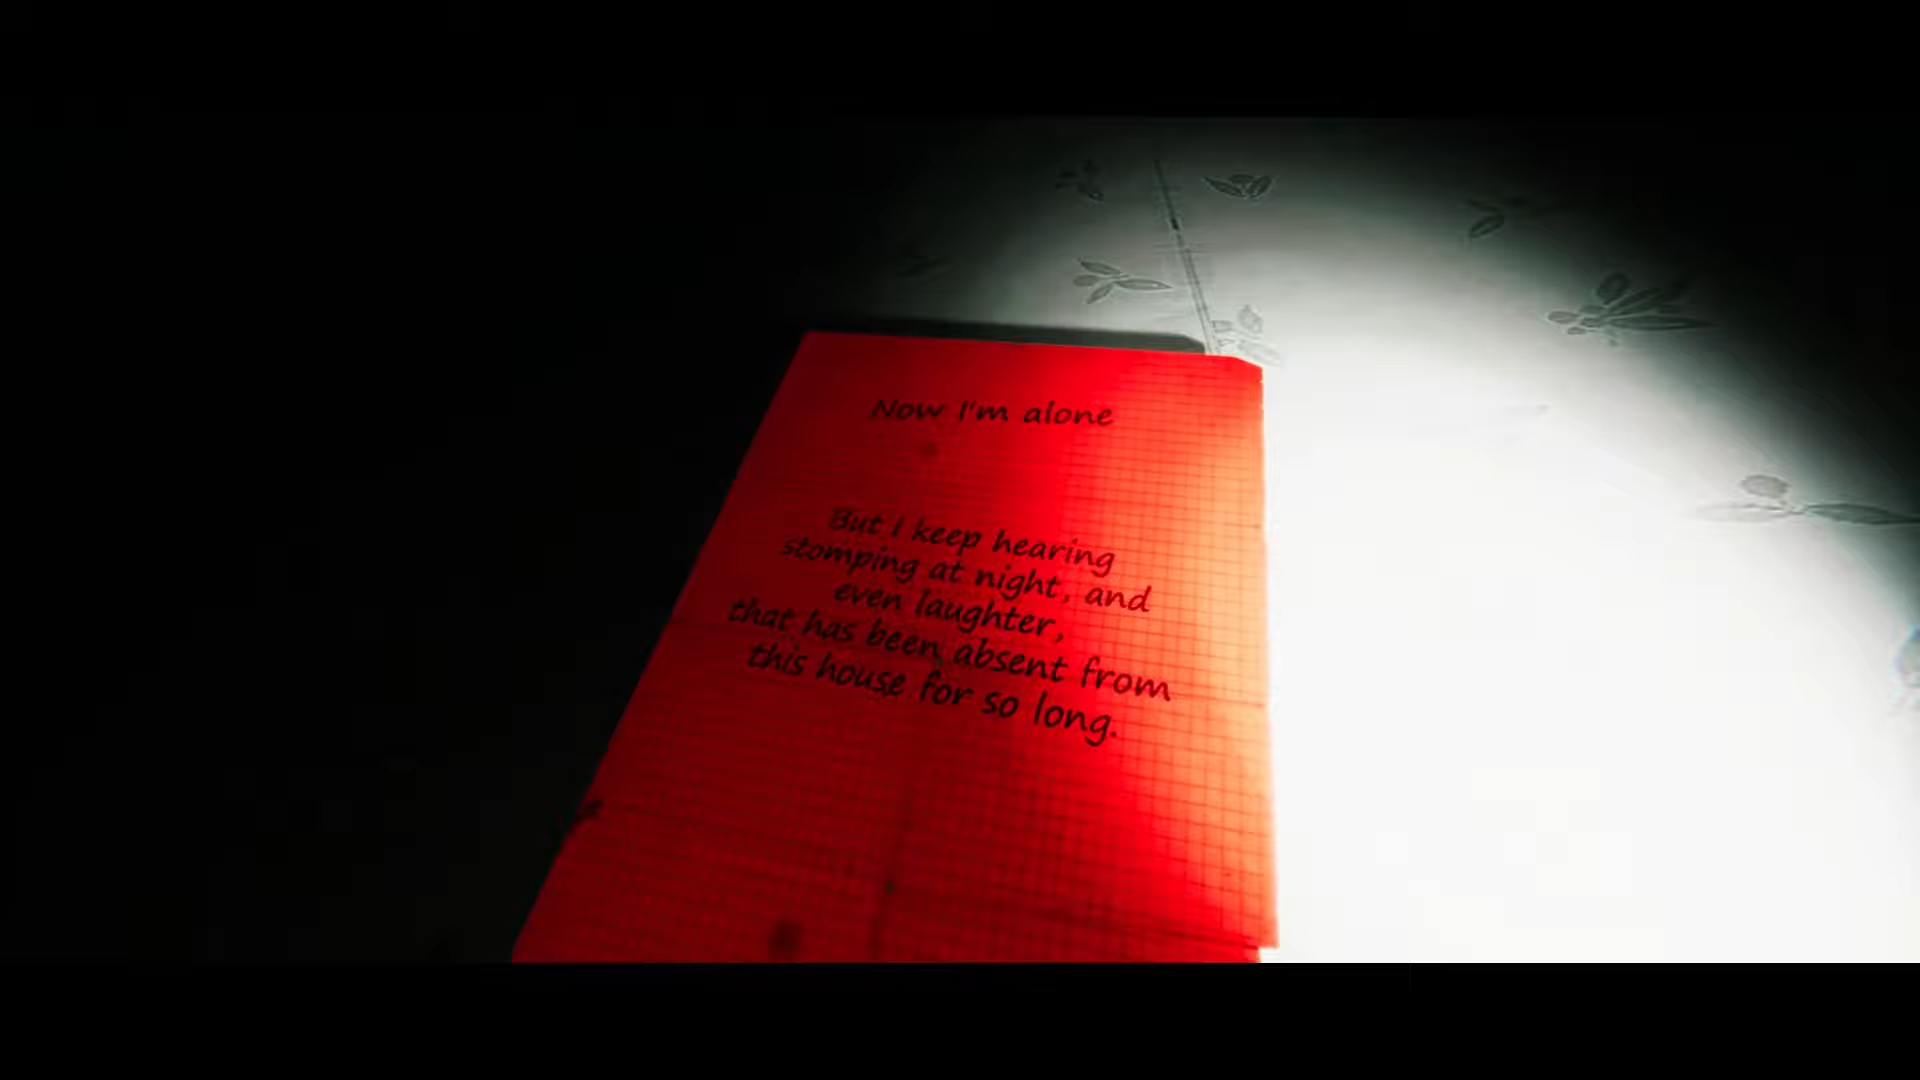 Now I'm alone
But I keep hearing
stomping at night, and
even laughter,
that has been absent from
this house for so long.